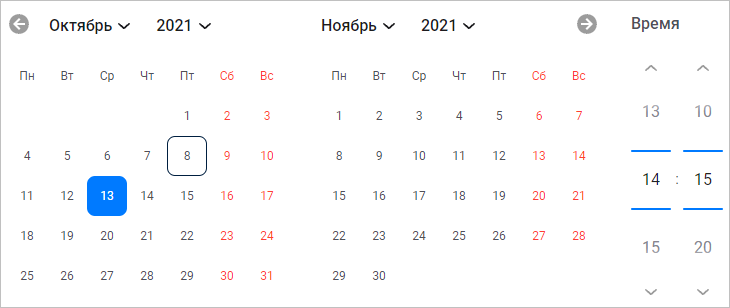 Октябрь 2021 Ноябрь 2021 Время
Пн Вт Ср Чт Пт Сб Вс Пн Вт Ср Чт Пт Сб Вс
1 2 3 1 2 3 4 5 6 7 13 10
4 5 6 7 8 9 10 8 9 10 11 12 13 14
11 12 13 14 15 16 17 15 16 17 18 19 20 21 14 : 15
18 19 20 21 22 23 24 22 23 24 25 26 27 28 15 20
25 26 27 28 29 30 31 29 30